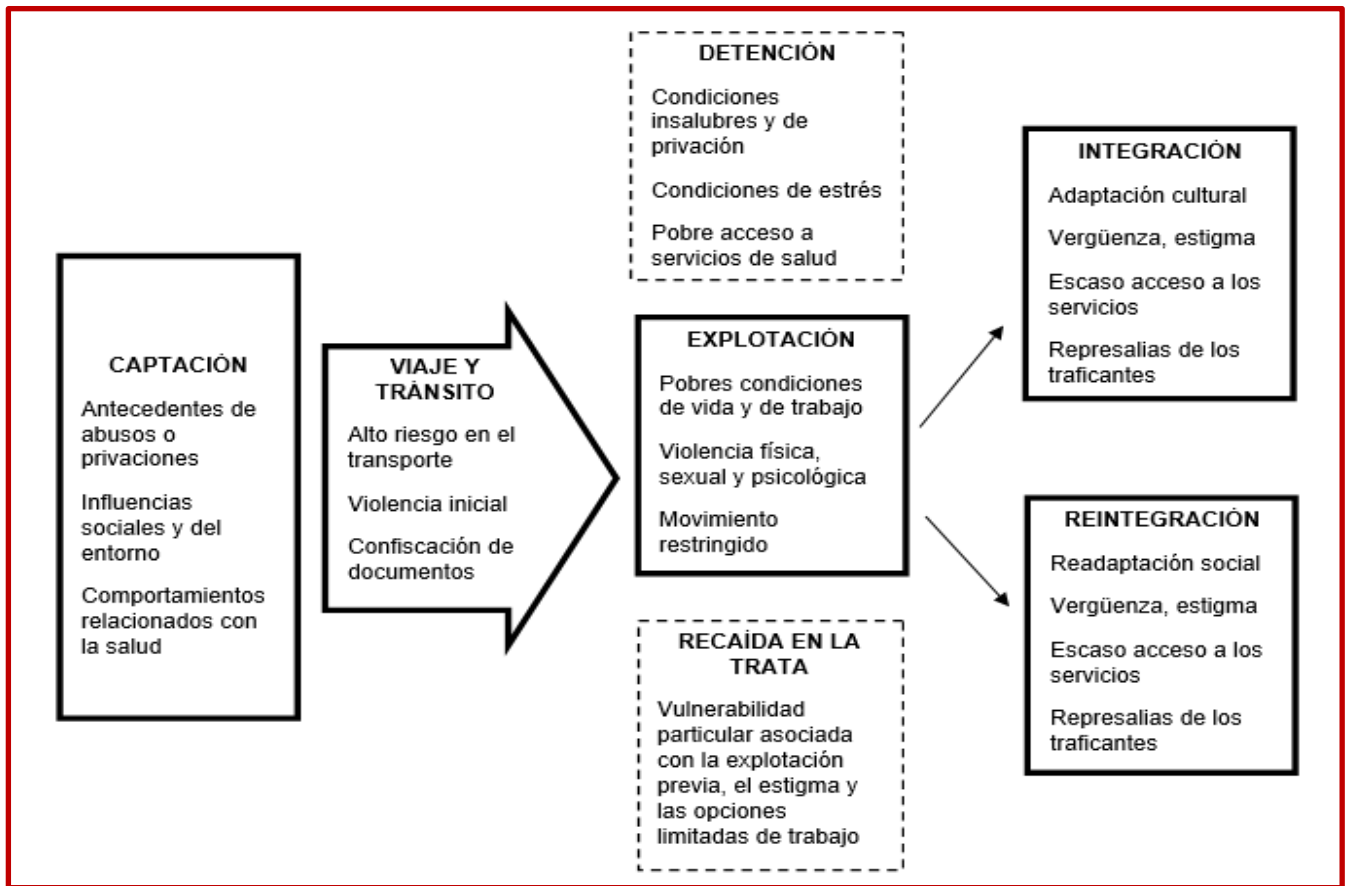 CAPTACIÓN
Antecedentes de
abusos o
privaciones
Influencias
sociales y del
entorno
Comportamientos
relacionados con
la salud
VIAJE Y
TRÁNSITO
Alto riesgo en el
transporte
Violencia inicial
Confiscación de
documentos
DETENCIÓN
Condiciones
insalubres y de
privación
Condiciones de estrés
Pobre acceso a
servicios de salud
EXPLOTACIÓN
Pobres condiciones
de vida y de trabajo
Violencia física,
sexual y psicológica
Movimiento
restringido
RECAÍDA EN LA
TRATA
Vulnerabilidad
particular asociada
con la explotación
previa, el estigma y
las opciones
limitadas de trabajo
INTEGRACIÓN
Adaptación cultural
Vergüenza, estigma
Escaso acceso a los
servicios
Represalias de los
traficantes
REINTEGRACIÓN
Readaptación social
Vergüenza, estigma
Escaso acceso a los
servicios
Represalias de los
traficantes